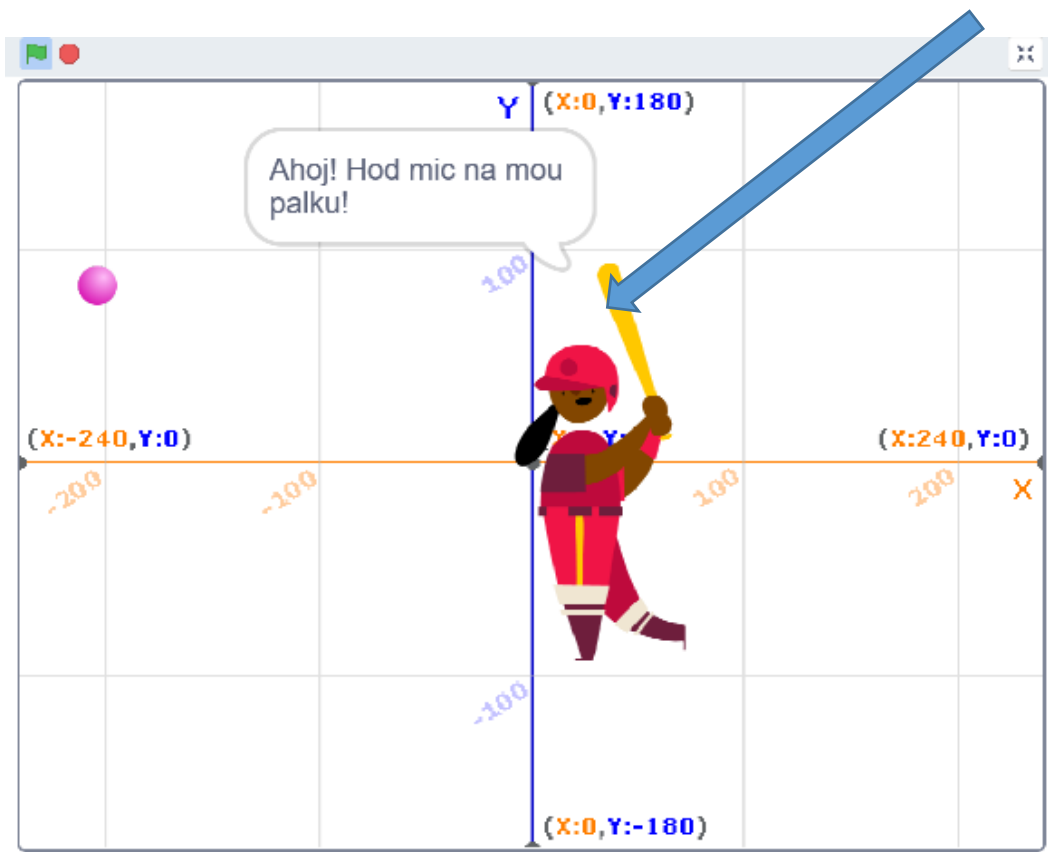 Y
(X:0,Y:180)
Ahoj! Hod mic na mou
palku!
100
(X:-240,Y:0)
(X:240,Y:0)
-200
-100
100
200
X
-100
(X:0,Y:-180)